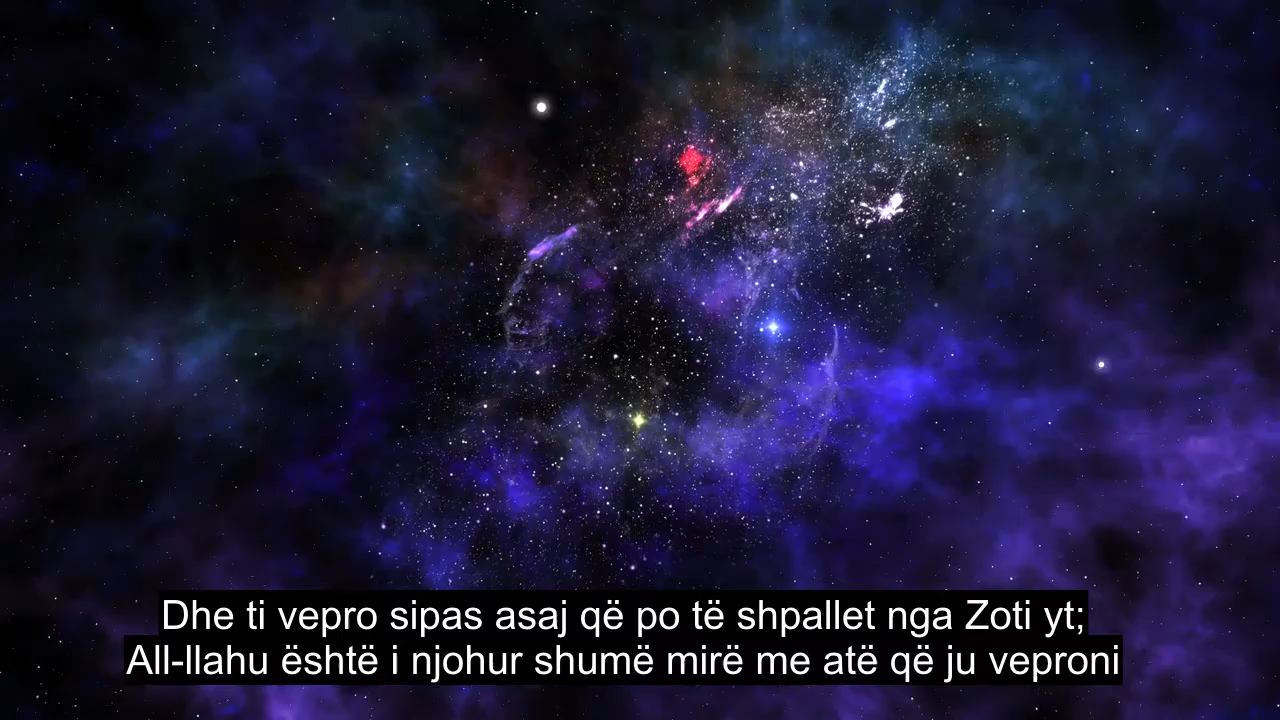 Dhe ti vepro sipas asaj që po të shpallet nga Zoti yt;
All-llahu është i njohur shumë mirë me atë që ju veproni